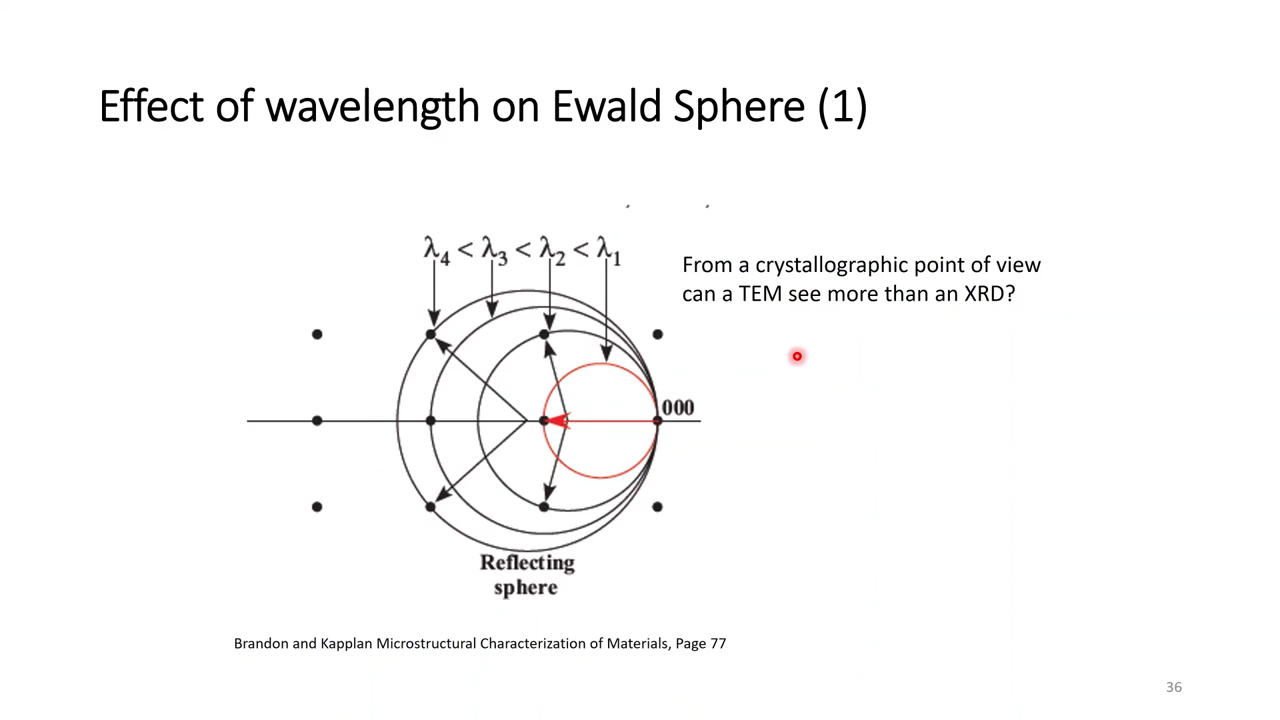 Effect of wavelength on Ewald Sphere (1)
λ4 < λ3 < λ2 < λ1
From a crystallographic point of view
can a TEM see more than an XRD?
000
Reflecting
sphere
Brandon and Kapplan Microstructural Characterization of Materials, Page 77
36